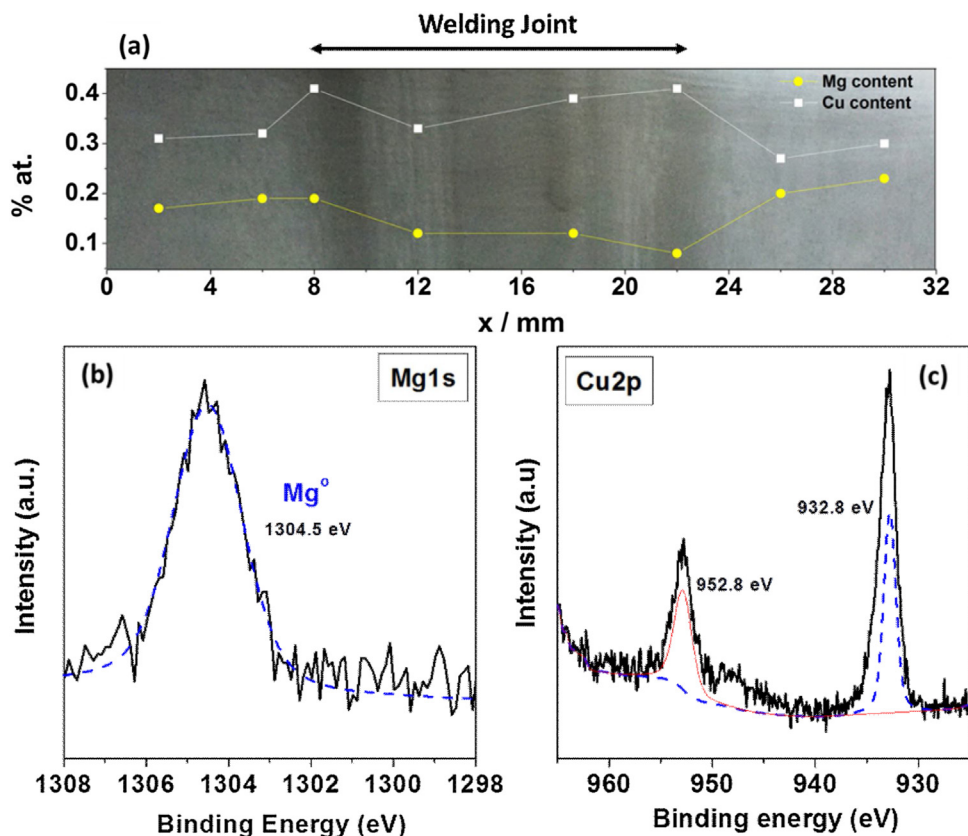 Welding Joint
(a)
Mg content
Cu content
0.4
0.3
0.2
0.1
% at.
0 4 8 12 16 20 24 28 32
x / mm
(b)
Mg1s
Mg°
1304.5 eV
Intensity (a.u.)
1308 1306 1304 1302 1300 1298
Binding Energy (eV)
Cu2p
(c)
932.8 eV
952.8 eV
Intensity (a.u)
960 950 940 930
Binding energy (eV)